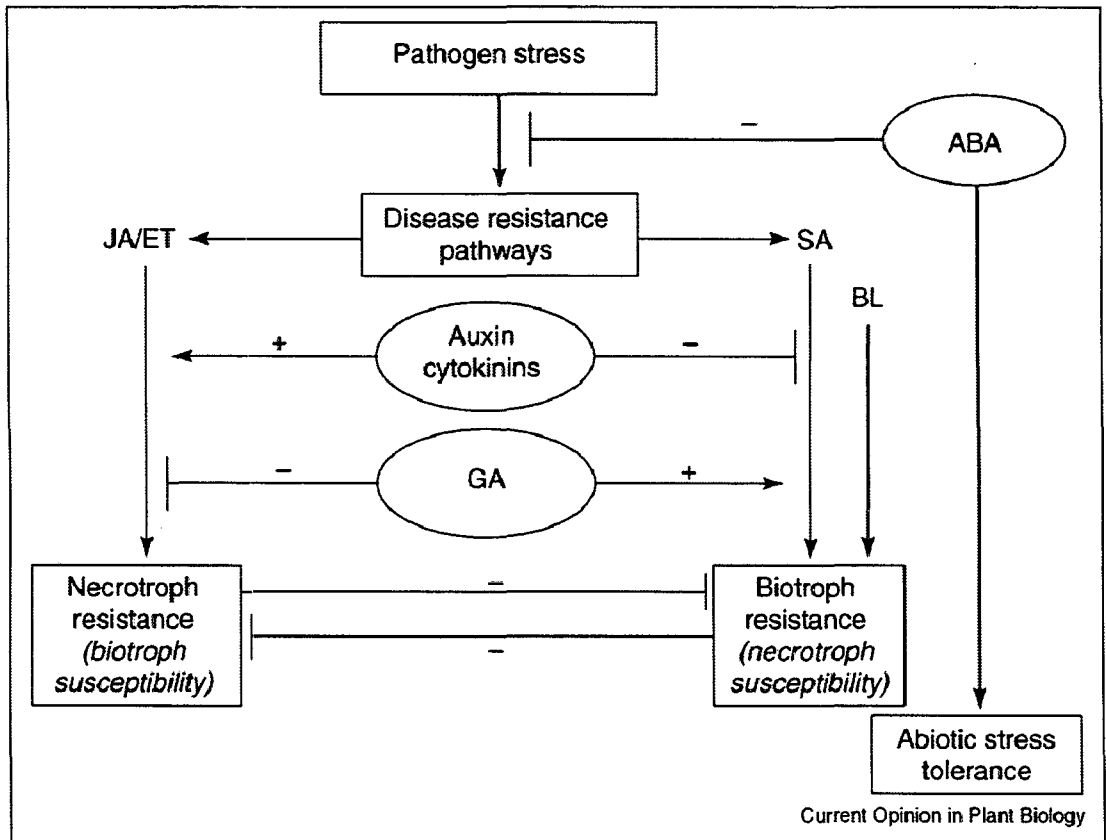 Pathogen stress
–
ABA
Disease resistance
pathways
JA/ET
SA
BL
Auxin
cytokinins
+
–
GA
–
+
Necrotroph
resistance
(biotroph
susceptibility)
–
–
Biotroph
resistance
(necrotroph
susceptibility)
Abiotic stress
tolerance
Current Opinion in Plant Biology